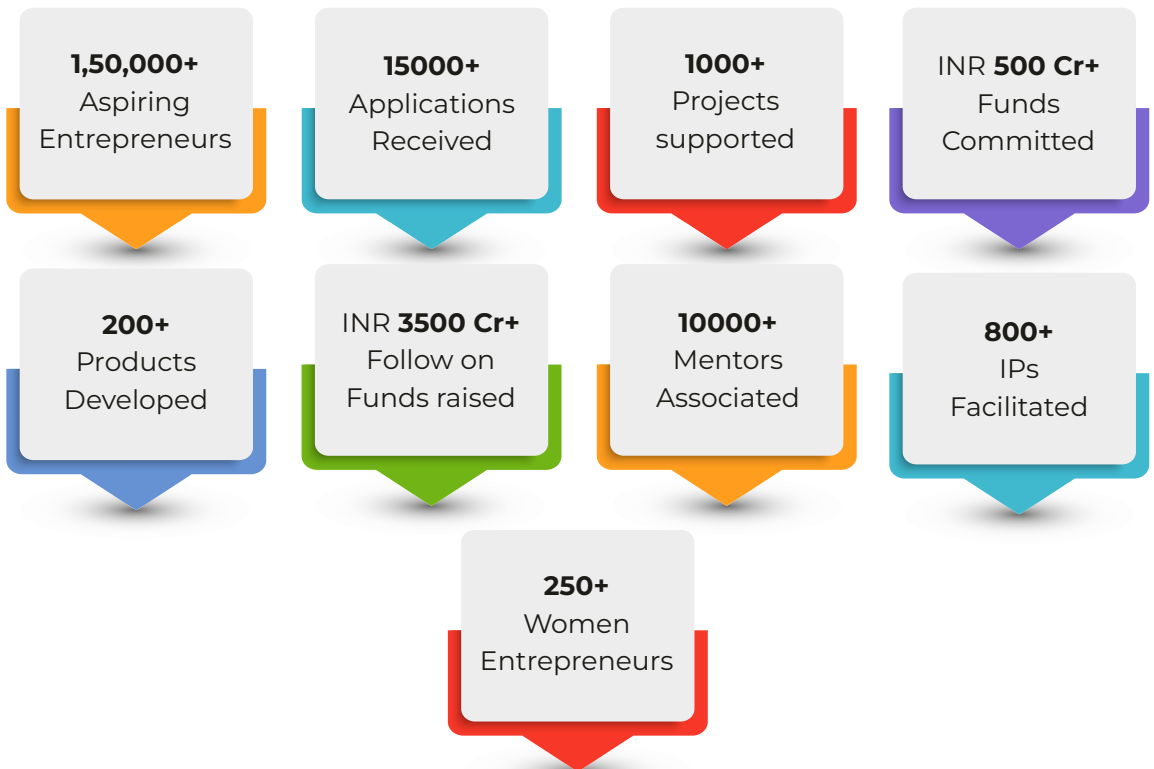 1,50,000+
Aspiring
Entrepreneurs
15000+
Applications
Received
1000+
Projects
supported
INR 500 Cr+
Funds
Committed
200+
Products
Developed
INR 3500 Cr+
Follow on
Funds raised
10000+
Mentors
Associated
800+
IPs
Facilitated
250+
Women
Entrepreneurs